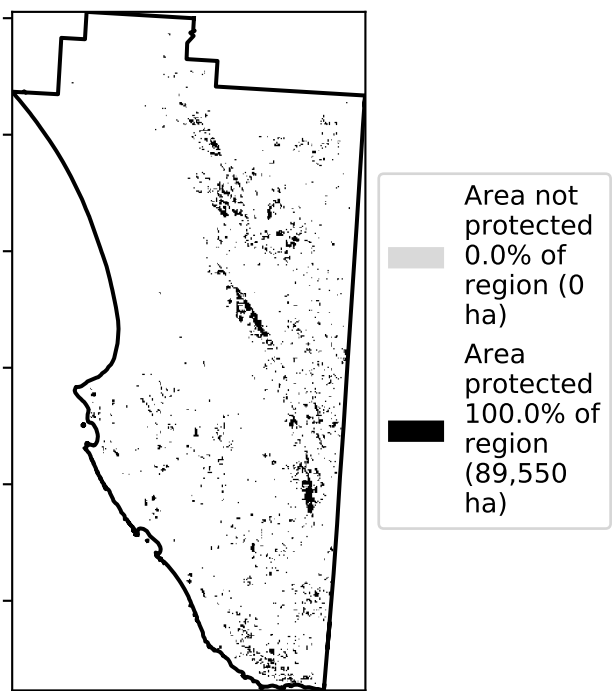 Area not
protected
0.0% of
region (0
ha)
Area
protected
100.0% of
region
(89,550
ha)